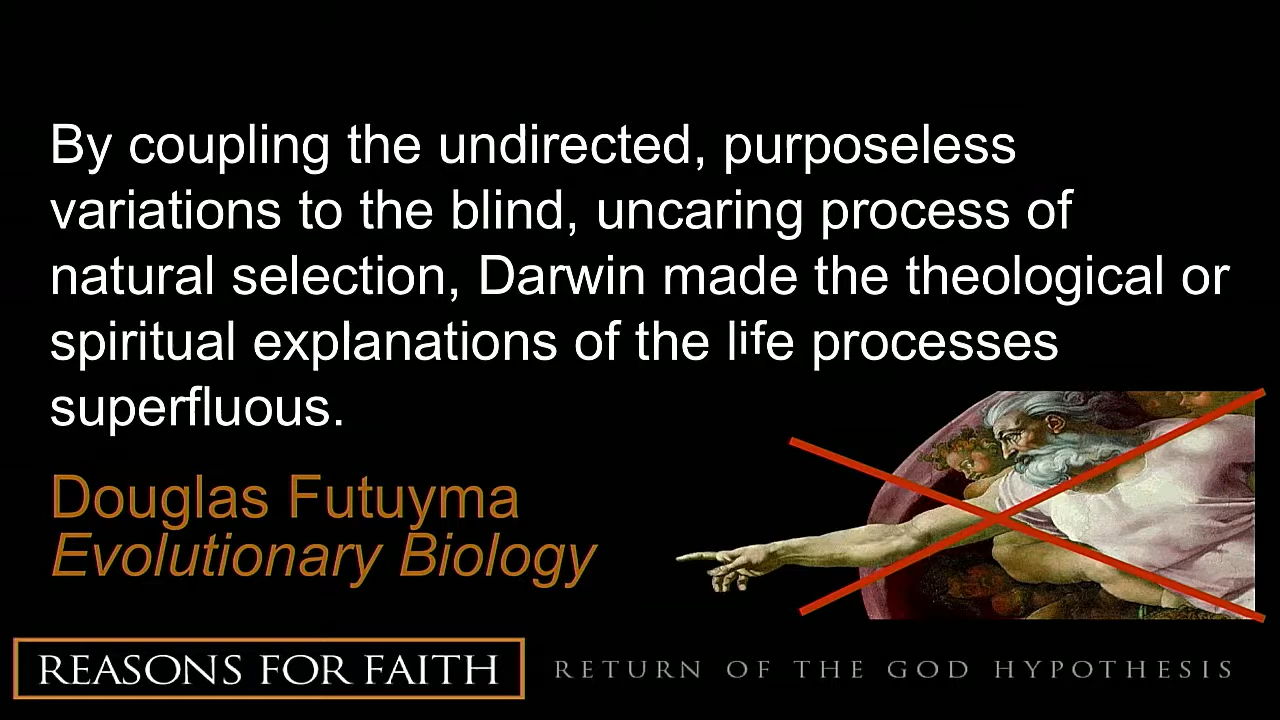 By coupling the undirected, purposeless
variations to the blind, uncaring process of
natural selection, Darwin made the theological or
spiritual explanations of the life processes
superfluous.
Douglas Futuyma
Evolutionary Biology
REASONS FOR FAITH
RETURN OF THE GOD HYPOTHESIS